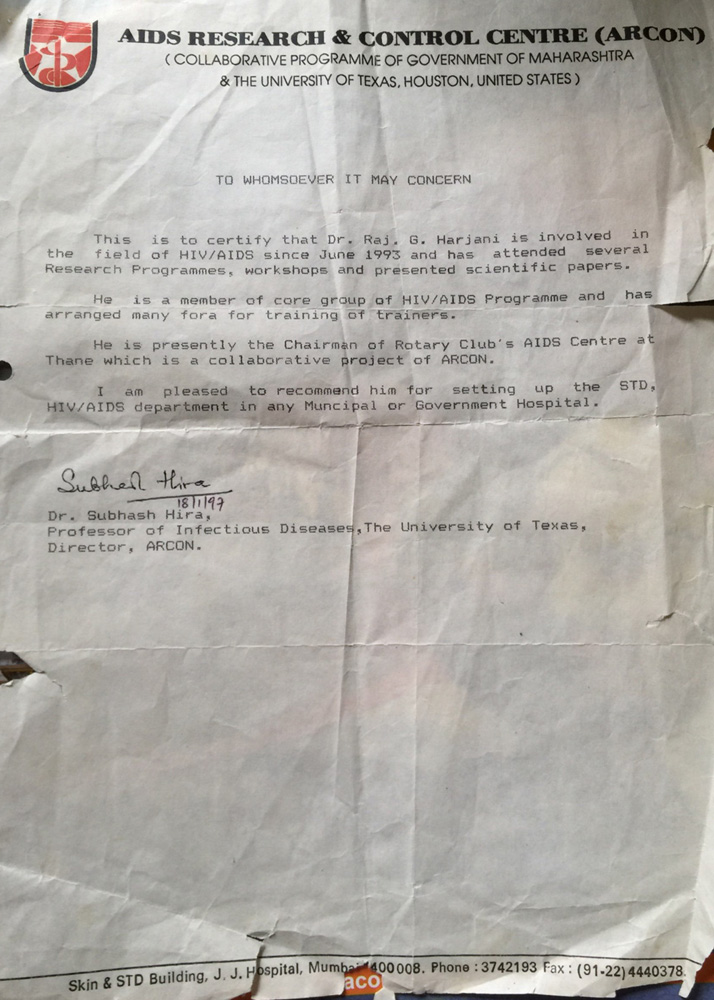 AIDS RESEARCH & CONTROL CENTRE (ARCON)
( COLLABORATIVE PROGRAMME OF GOVERNMENT OF MAHARASHTRA
& THE UNIVERSITY OF TEXAS, HOUSTON, UNITED STATES )
TO WHOMSOEVER IT MAY CONCERN
This is to certify that Dr. Raj. G. Harjani is involved in
the field of HIV/AIDS since June 1993 and has attended several
Research Programmes, workshops and presented scientific papers.
He is a member of core group of HIV/AIDS Programme and has
arranged many fora for training of trainers.
He is presently the Chairman of Rotary Club's AIDS Centre at
Thane which is a collaborative project of ARCON.
I am pleased to recommend him for setting up the STD,
HIV/AIDS department in any Muncipal or Government Hospital.
Subhash Hira
18/1/97
Dr. Subhash Hira,
Professor of Infectious Diseases,The University of Texas,
Director, ARCON.
Skin & STD Building, J. J. Hospital, Mumbai 400008. Phone : 3742193 Fax : (91-22) 4440378.
aco